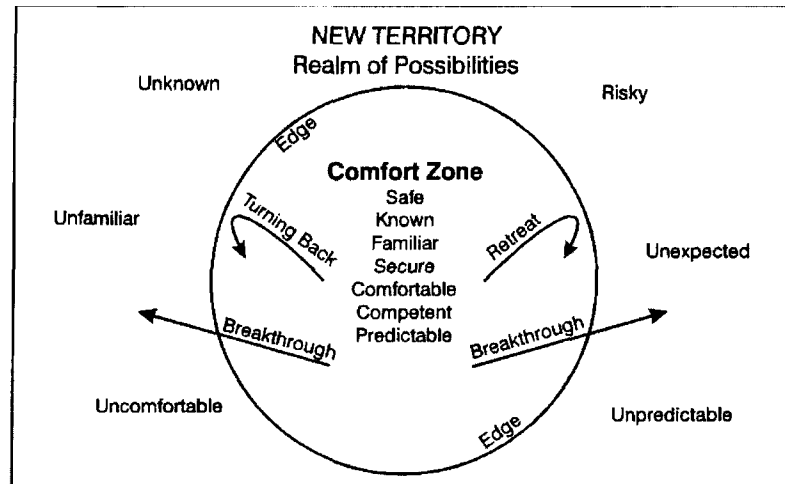 NEW TERRITORY
Realm of Possibilities
Unknown
Risky
Edge
Comfort Zone
Safe
Known
Familiar
Secure
Comfortable
Competent
Predictable
Turning Back
Retreat
Unfamiliar
Unexpected
Breakthrough
Breakthrough
Uncomfortable
Unpredictable
Edge